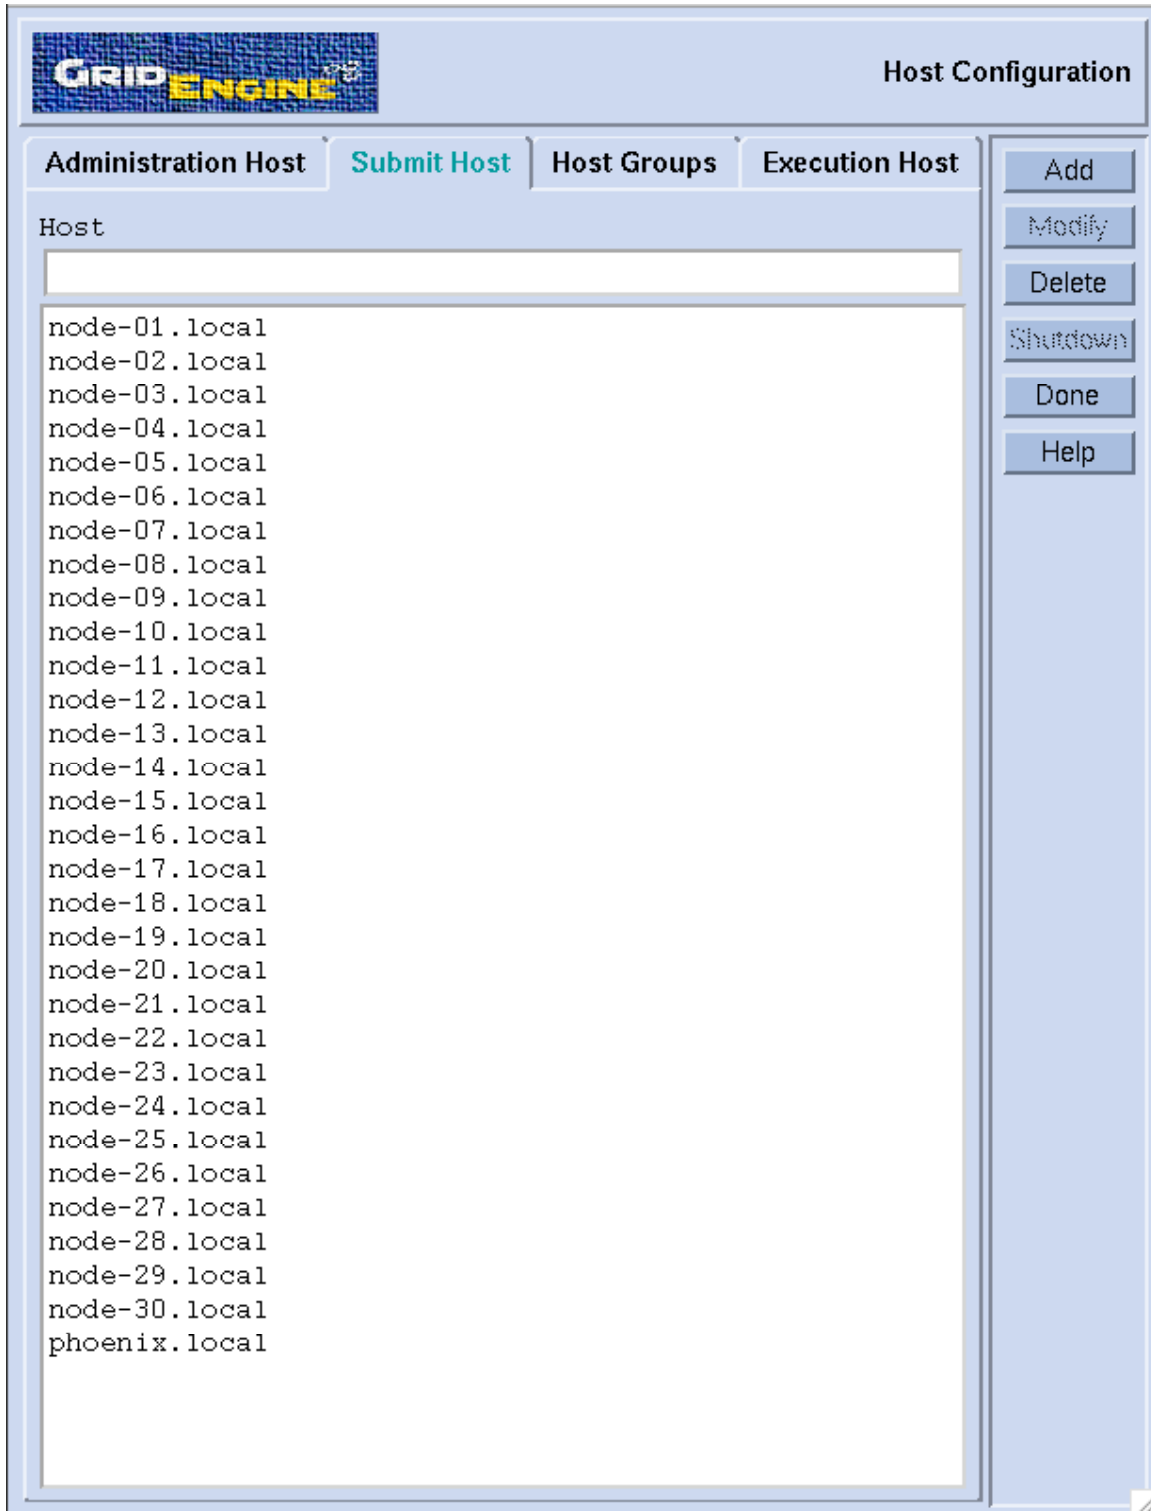 GRID ENGINE
Host Configuration
Administration Host
Submit Host
Host Groups
Execution Host
Host
node-01.local
node-02.local
node-03.local
node-04.local
node-05.local
node-06.local
node-07.local
node-08.local
node-09.local
node-10.local
node-11.local
node-12.local
node-13.local
node-14.local
node-15.local
node-16.local
node-17.local
node-18.local
node-19.local
node-20.local
node-21.local
node-22.local
node-23.local
node-24.local
node-25.local
node-26.local
node-27.local
node-28.local
node-29.local
node-30.local
phoenix.local
Add
Modify
Delete
Shutdown
Done
Help